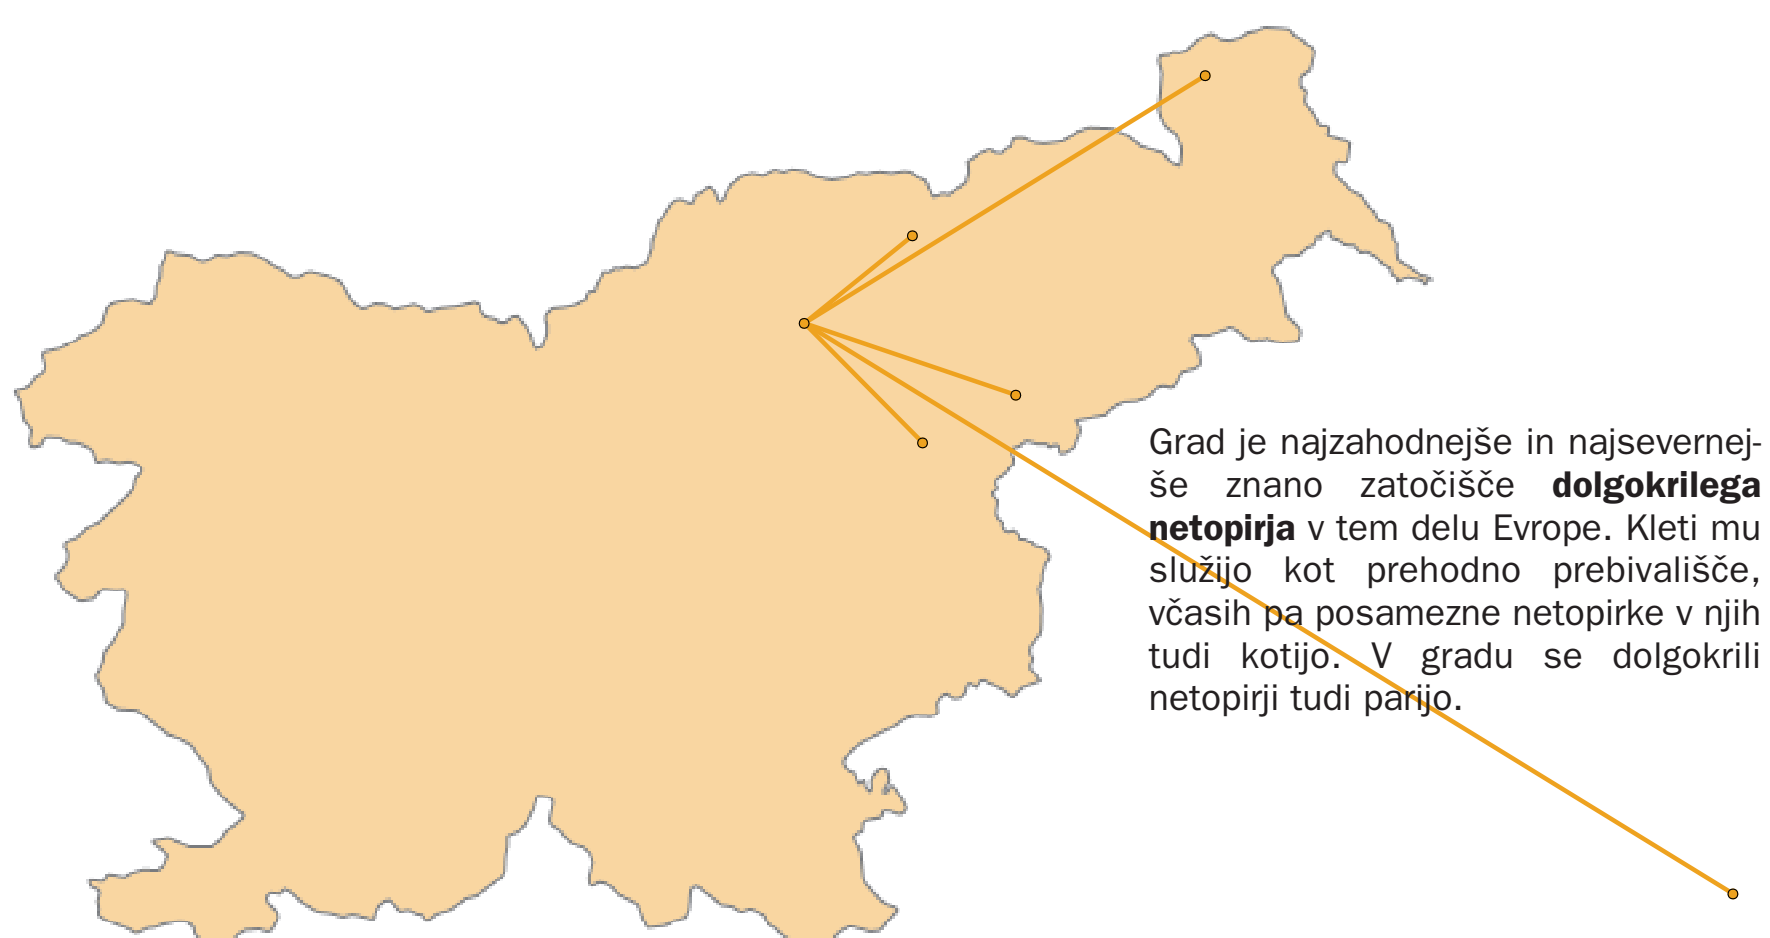 Grad je najzahodnejše in najsevernej-
še znano zatočišče dolgokrilega
netopirja v tem delu Evrope. Kleti mu
služijo kot prehodno prebivališče,
včasih pa posamezne netopirke v njih
tudi kotijo. V gradu se dolgokrili
netopirji tudi parijo.